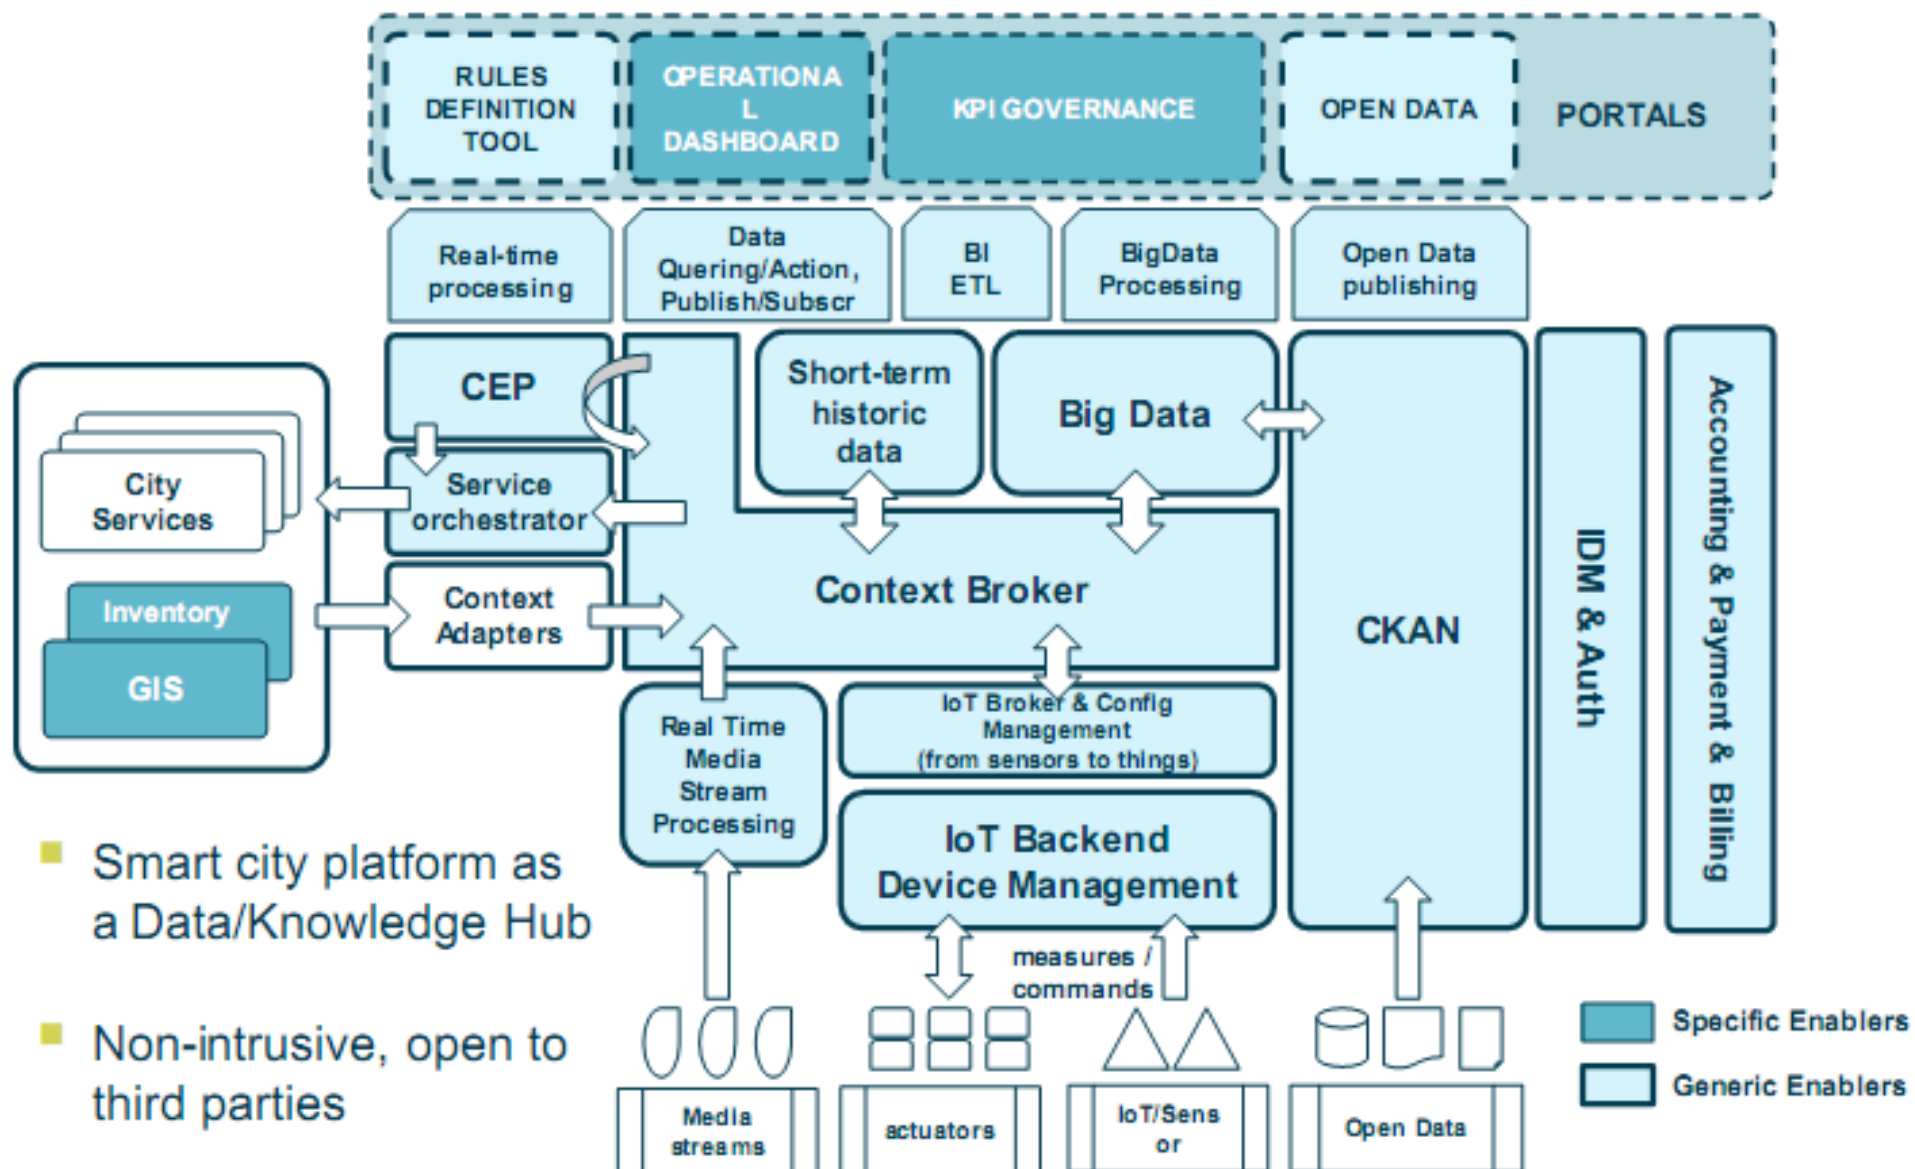 RULES
DEFINITION
TOOL
OPERATIONA
L
DASHBOARD
KPI GOVERNANCE
OPEN DATA
PORTALS
Real-time
processing
Data
Quering/Action,
Publish/Subscr
BI
ETL
BigData
Processing
Open Data
publishing
CEP
Short-term
historic
data
Big Data
City
Services
Service
orchestrator
Inventory
GIS
Context
Adapters
Context Broker
CKAN
IDM & Auth
Accounting & Payment & Billing
Real Time
Media
Stream
Processing
IoT Broker & Config
Management
(from sensors to things)
IoT Backend
Device Management
measures /
commands
Smart city platform as
a Data/Knowledge Hub
Non-intrusive, open to
third parties
Media
streams
actuators
IoT/Sens
or
Open Data
Specific Enablers
Generic Enablers